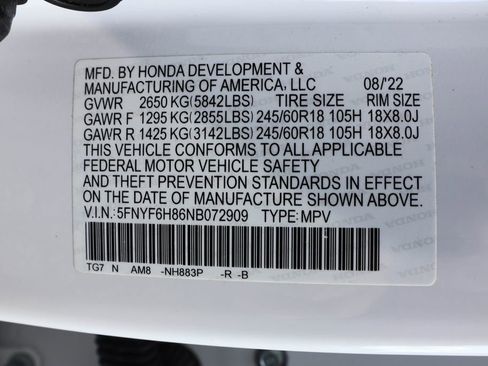 MFD. BY HONDA DEVELOPMENT &
MANUFACTURING OF AMERICA, LLC 08/'22
GVWR 2650 KG(5842LBS) TIRE SIZE RIM SIZE
GAWR F 1295 KG(2855LBS) 245/60R18 105H 18X8.0J
GAWR R 1425 KG(3142LBS) 245/60R18 105H 18X8.0J
THIS VEHICLE CONFORMS TO ALL APPLICABLE
FEDERAL MOTOR VEHICLE SAFETY
AND THEFT PREVENTION STANDARDS IN EFFECT
ON THE DATE OF MANUFACTURE SHOWN ABOVE.
V.I.N: 5FNYF6H86NB072909 TYPE: MPV
TG7 N AM8 -NH883P -R -B